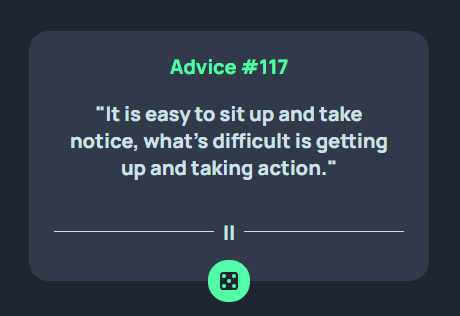 Advice #117
"It is easy to sit up and take
notice, what's difficult is getting
up and taking action."